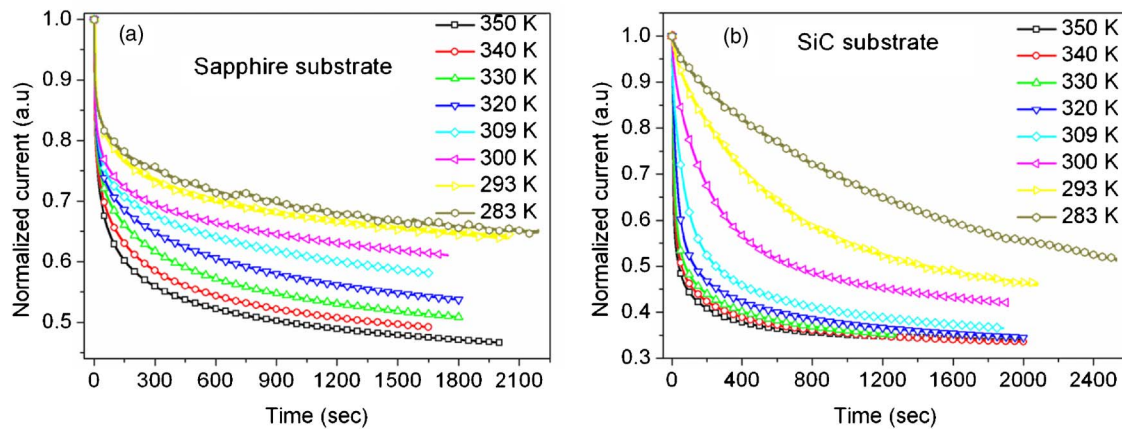 (a)
Sapphire substrate
350 K
340 K
330 K
320 K
309 K
300 K
293 K
283 K
Normalized current (a.u)
1.0
0.9
0.8
0.7
0.6
0.5
0 300 600 900 1200 1500 1800 2100
Time (sec)
(b)
SiC substrate
350 K
340 K
330 K
320 K
309 K
300 K
293 K
283 K
Normalized current (a.u)
1.0
0.9
0.8
0.7
0.6
0.5
0.4
0.3
0 400 800 1200 1600 2000 2400
Time (sec)